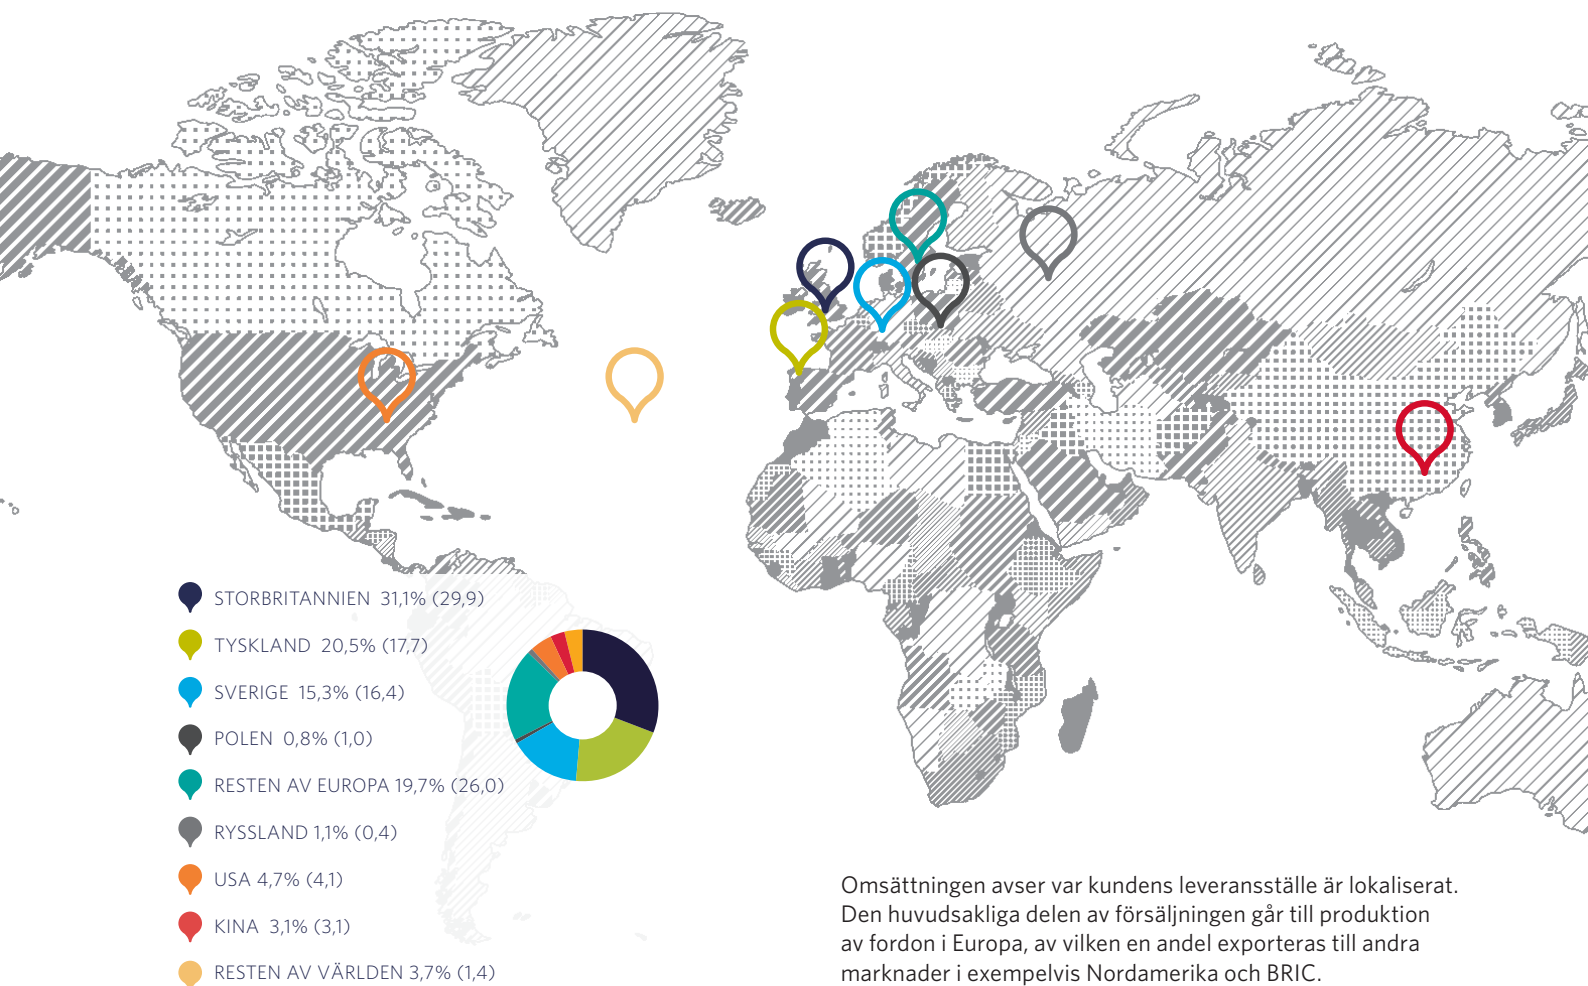 STORBRITANNIEN 31,1% (29,9)
TYSKLAND 20,5% (17,7)
SVERIGE 15,3% (16,4)
POLEN 0,8% (1,0)
RESTEN AV EUROPA 19,7% (26,0)
RYSSLAND 1,1% (0,4)
USA 4,7% (4,1)
KINA 3,1% (3,1)
RESTEN AV VÄRLDEN 3,7% (1,4)
Omsättningen avser var kundens leveransställe är lokaliserat.
Den huvudsakliga delen av försäljningen går till produktion
av fordon i Europa, av vilken en andel exporteras till andra
marknader i exempelvis Nordamerika och BRIC.